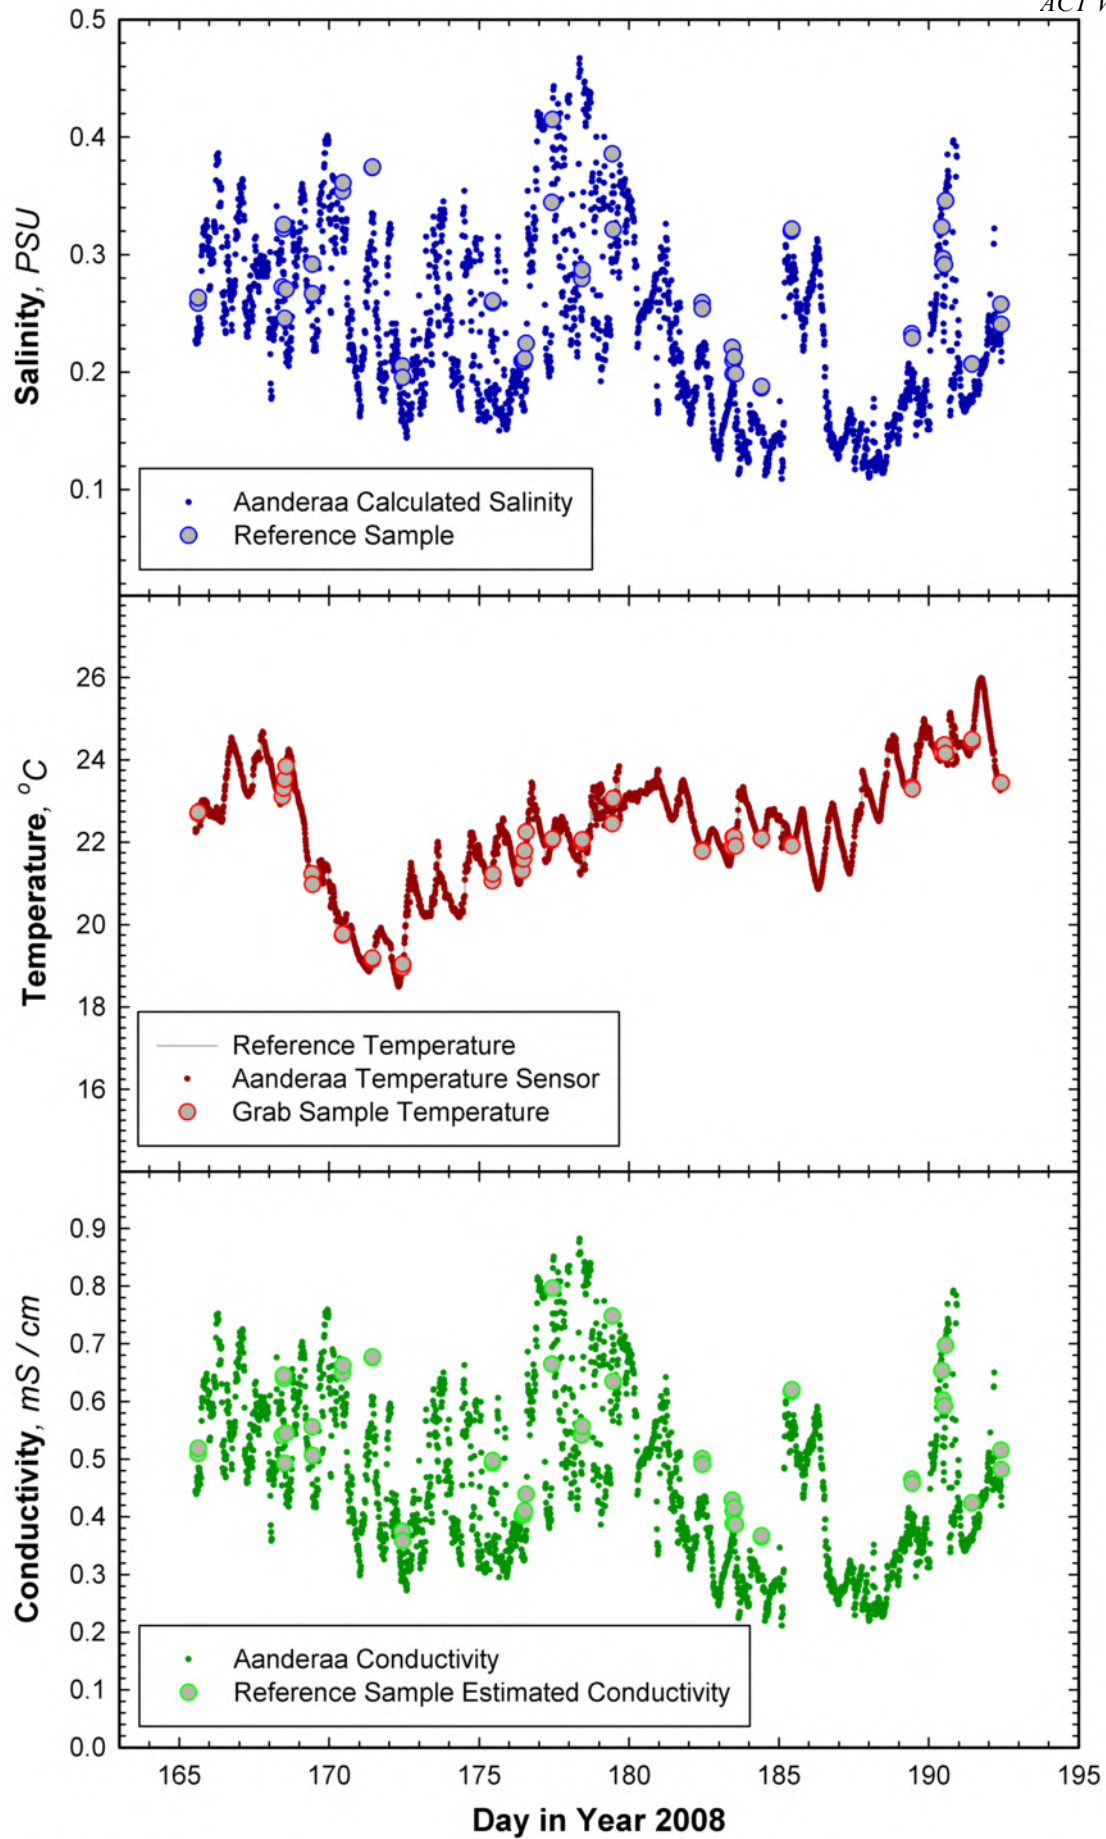 ACT V
0.5
0.4
0.3
0.2
0.1
Salinity, PSU
Aanderaa Calculated Salinity
Reference Sample
26
24
22
20
18
16
Temperature, °C
Reference Temperature
Aanderaa Temperature Sensor
Grab Sample Temperature
0.9
0.8
0.7
0.6
0.5
0.4
0.3
0.2
0.1
0.0
Conductivity, mS / cm
Aanderaa Conductivity
Reference Sample Estimated Conductivity
165 170 175 180 185 190 195
Day in Year 2008